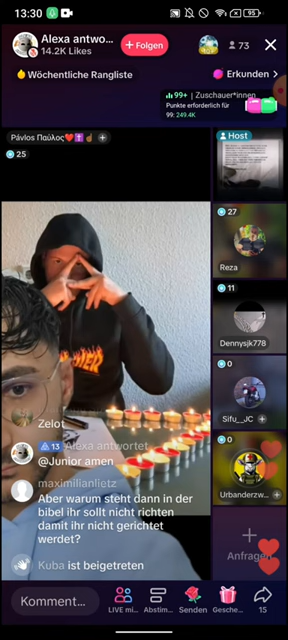 13:30
95
Alexa antwo...
14.2K Likes
+ Folgen
73
Wöchentliche Rangliste
Erkunden >
99+ | Zuschauer*innen
Punkte erforderlich für
99: 249.4K
Pávlos Παύλος❤️✝️☝🏾 +
25
Host
27
Reza
11
Dennysjk778
0
Sifu__JC +
0
Urbanderzw... +
Zelot
13 Alexa antwortet
@Junior amen
maximilianlietz
Aber warum steht dann in der
bibel ihr sollt nicht richten
damit ihr nicht gerichtet
werdet?
Kuba ist beigetreten
+
Anfragen
Komment...
LIVE mi...
Abstim...
Senden
Gesche...
15